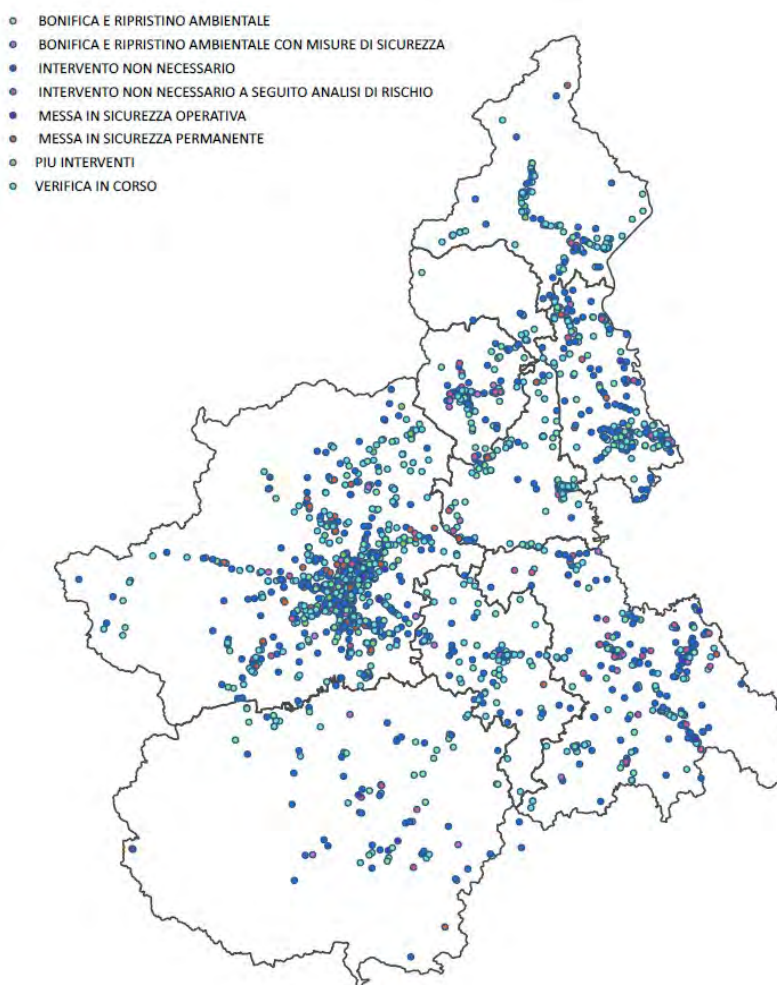 BONIFICA E RIPRISTINO AMBIENTALE
BONIFICA E RIPRISTINO AMBIENTALE CON MISURE DI SICUREZZA
INTERVENTO NON NECESSARIO
INTERVENTO NON NECESSARIO A SEGUITO ANALISI DI RISCHIO
MESSA IN SICUREZZA OPERATIVA
MESSA IN SICUREZZA PERMANENTE
PIU INTERVENTI
VERIFICA IN CORSO